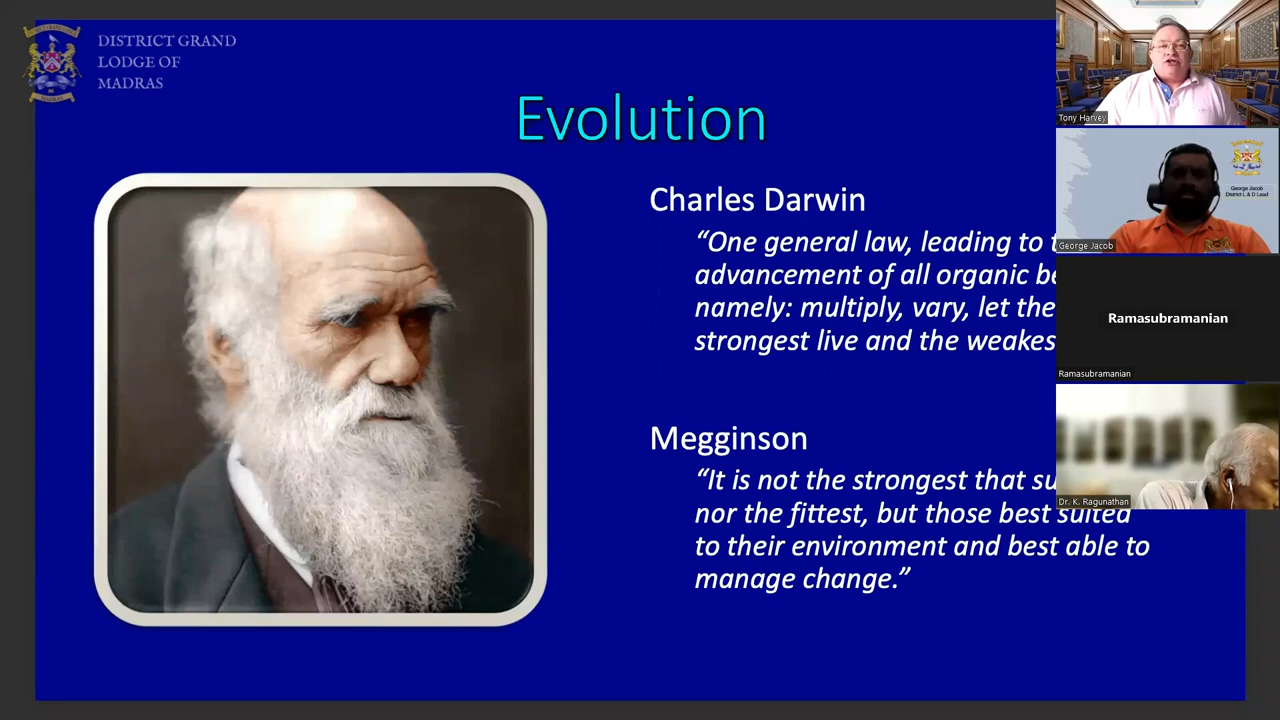 DISTRICT GRAND
LODGE OF
MADRAS
Evolution
Charles Darwin
“One general law, leading to
advancement of all organic
namely: multiply, vary, let the
strongest live and the
Megginson
“It is not the strongest that
nor the fittest, but those best suited
to their environment and best able to
manage change.”
Tony Harvey
George Jacob
District L & D Lead
George Jacob
Ramasubramanian
Ramasubramanian
Dr. K. Ragunathan